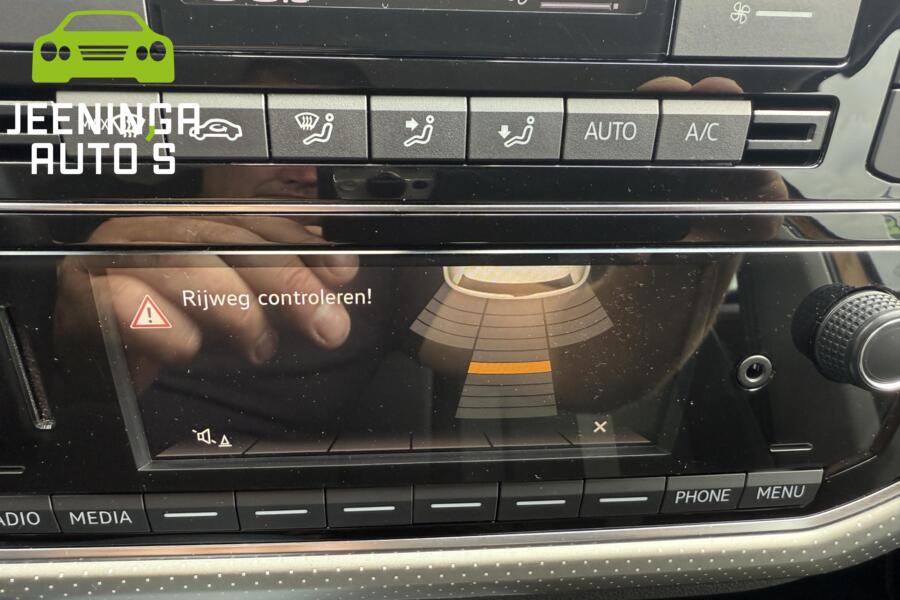 JEENINGA
AUTO'S
AUTO
A/C
Rijweg controleren!
MEDIA
PHONE
MENU